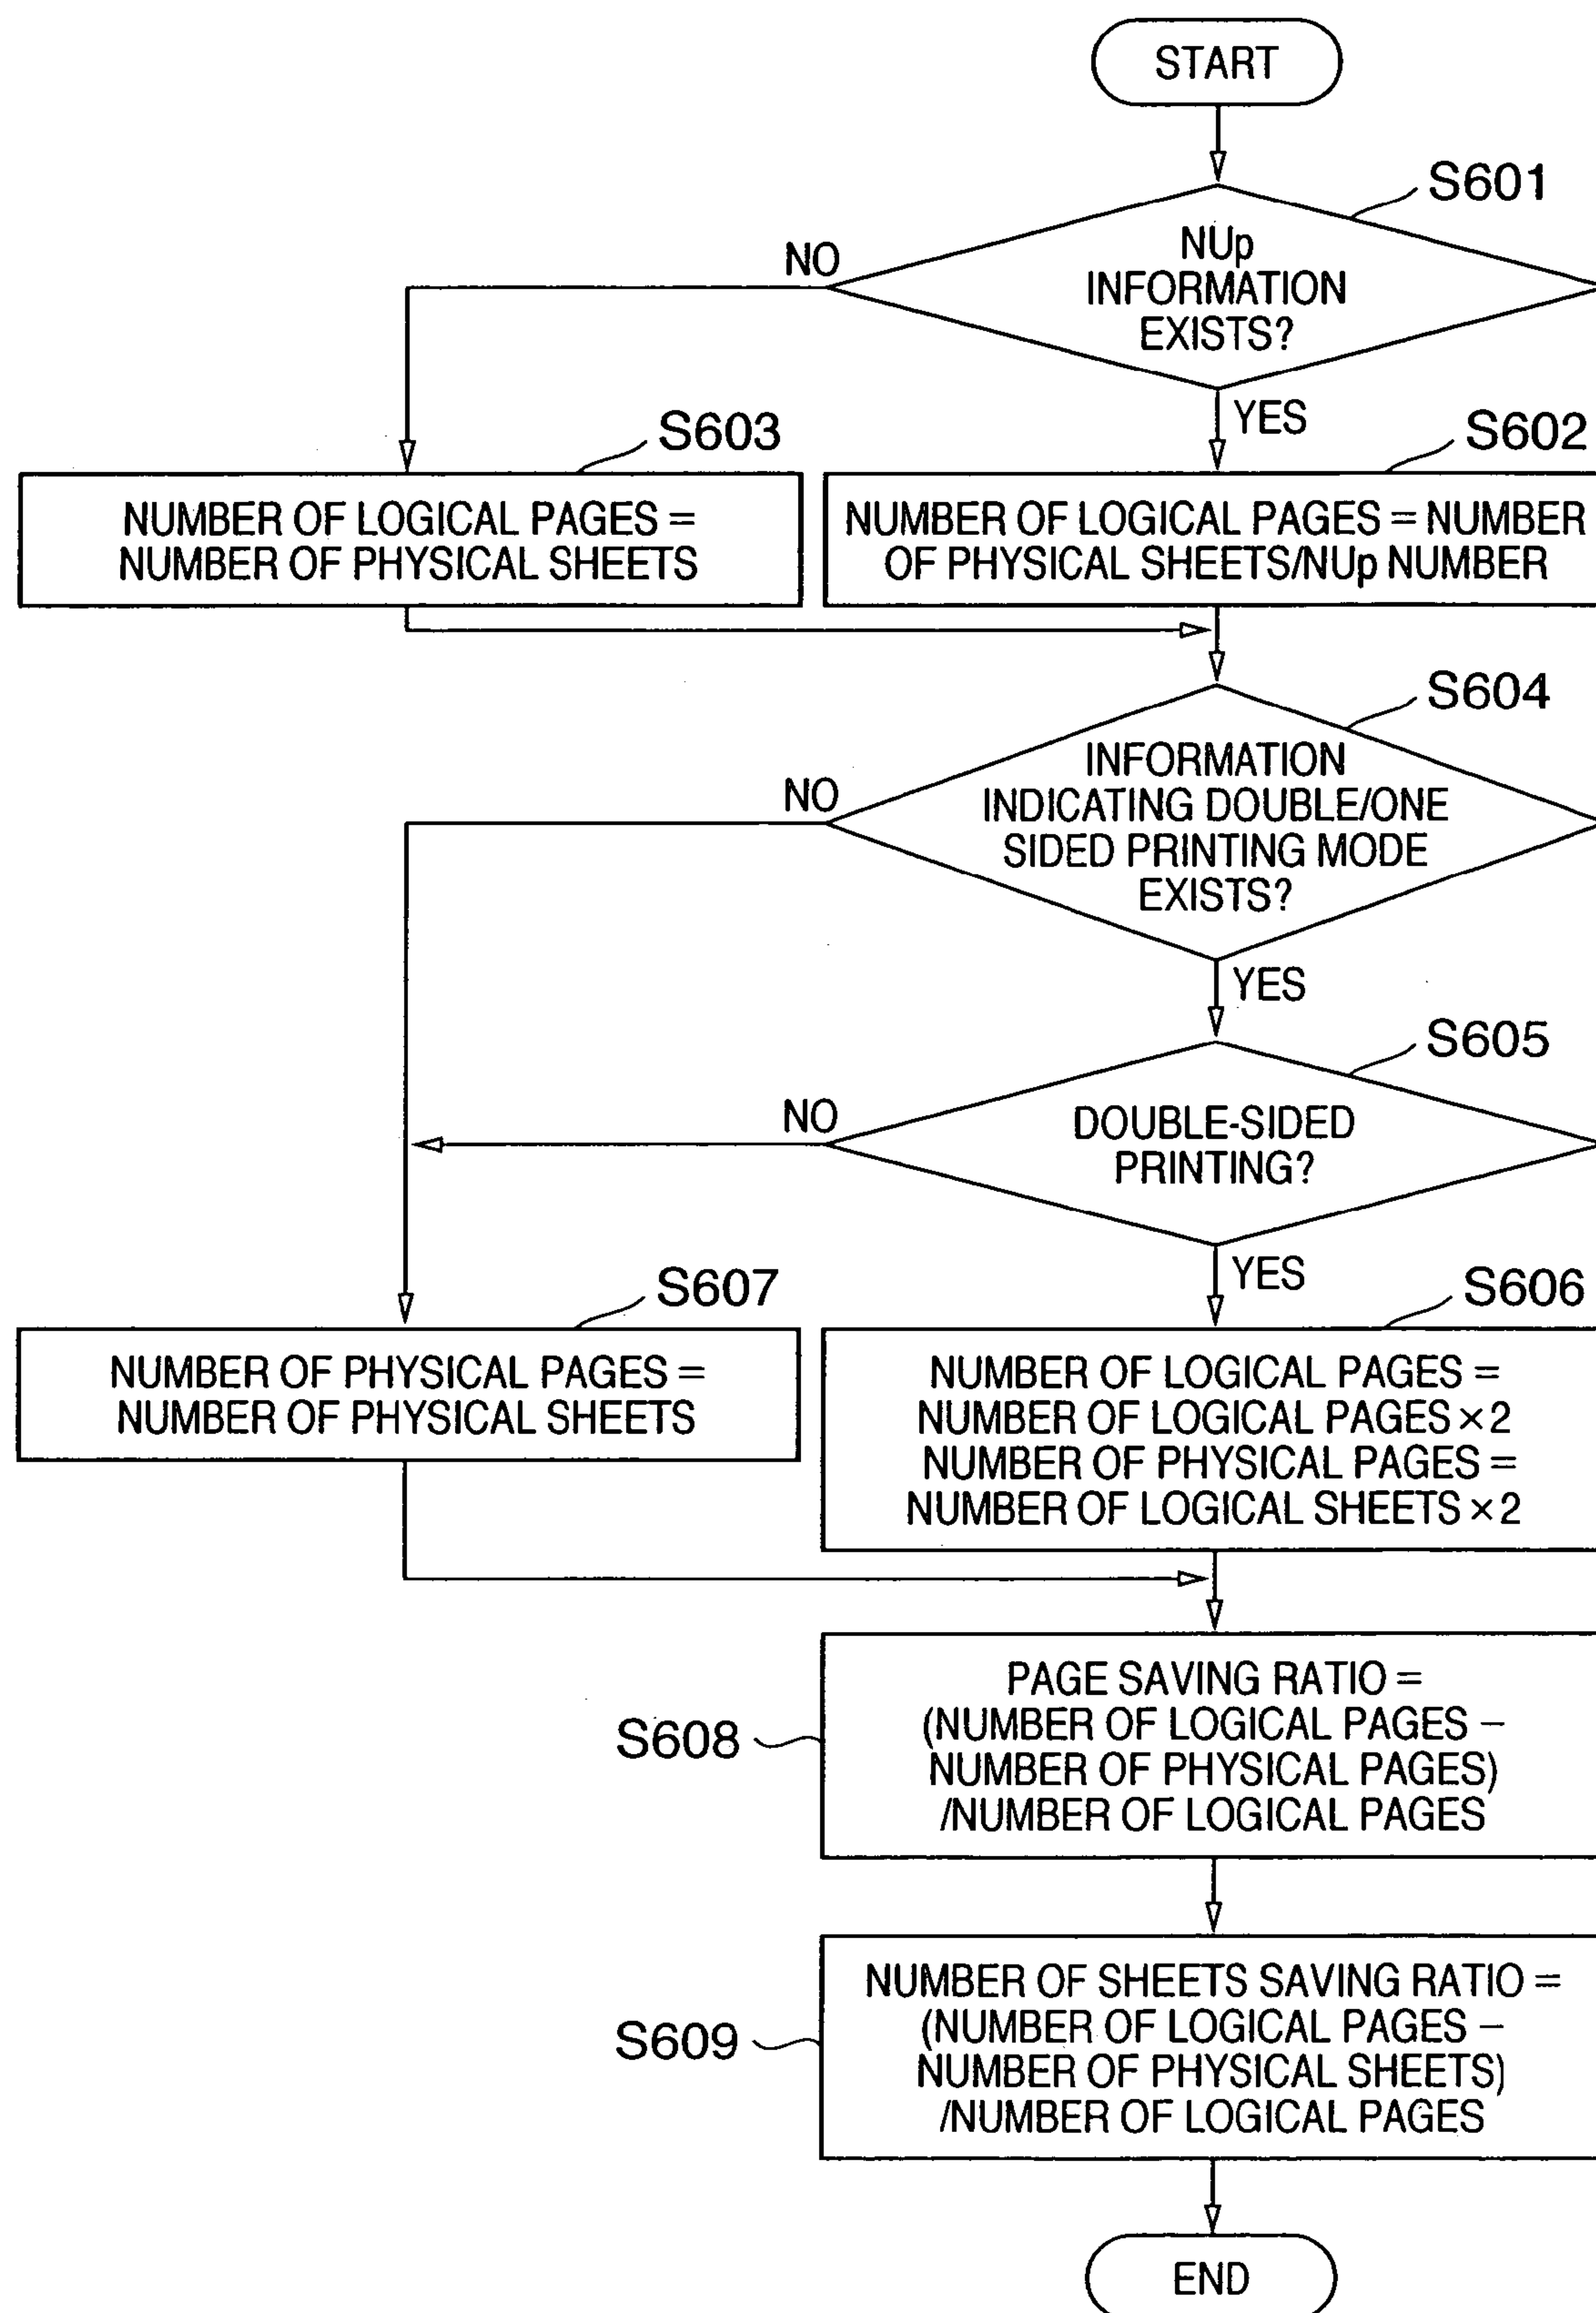 START
S601
NUp
INFORMATION
EXISTS?
NO
YES
S603
S602
NUMBER OF LOGICAL PAGES =
NUMBER OF PHYSICAL SHEETS
NUMBER OF LOGICAL PAGES = NUMBER
OF PHYSICAL SHEETS/NUp NUMBER
S604
INFORMATION
INDICATING DOUBLE/ONE
SIDED PRINTING MODE
EXISTS?
NO
YES
S605
DOUBLE-SIDED
PRINTING?
NO
YES
S607
S606
NUMBER OF PHYSICAL PAGES =
NUMBER OF PHYSICAL SHEETS
NUMBER OF LOGICAL PAGES =
NUMBER OF LOGICAL PAGES ×2
NUMBER OF PHYSICAL PAGES =
NUMBER OF LOGICAL SHEETS ×2
S608
PAGE SAVING RATIO =
(NUMBER OF LOGICAL PAGES –
NUMBER OF PHYSICAL PAGES)
/NUMBER OF LOGICAL PAGES
S609
NUMBER OF SHEETS SAVING RATIO =
(NUMBER OF LOGICAL PAGES –
NUMBER OF PHYSICAL SHEETS)
/NUMBER OF LOGICAL PAGES
END